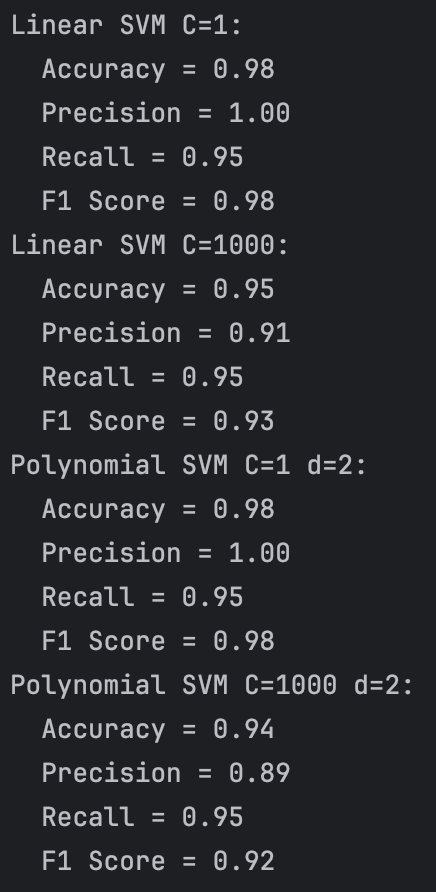 Linear SVM C=1:
  Accuracy = 0.98
  Precision = 1.00
  Recall = 0.95
  F1 Score = 0.98
Linear SVM C=1000:
  Accuracy = 0.95
  Precision = 0.91
  Recall = 0.95
  F1 Score = 0.93
Polynomial SVM C=1 d=2:
  Accuracy = 0.98
  Precision = 1.00
  Recall = 0.95
  F1 Score = 0.98
Polynomial SVM C=1000 d=2:
  Accuracy = 0.94
  Precision = 0.89
  Recall = 0.95
  F1 Score = 0.92